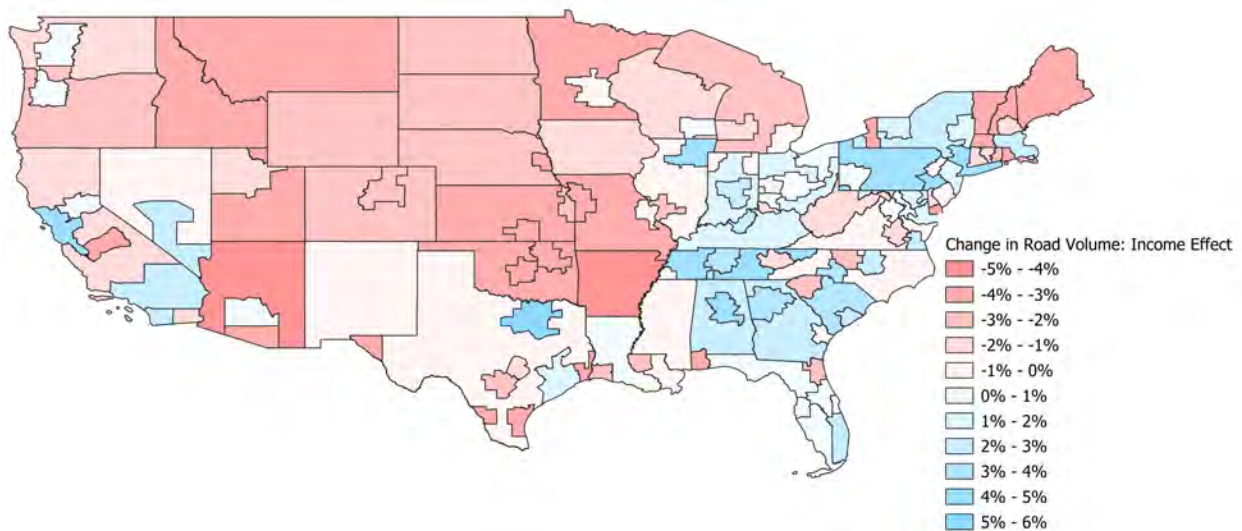 Change in Road Volume: Income Effect
-5% - -4%
-4% - -3%
-3% - -2%
-2% - -1%
-1% - 0%
0% - 1%
1% - 2%
2% - 3%
3% - 4%
4% - 5%
5% - 6%